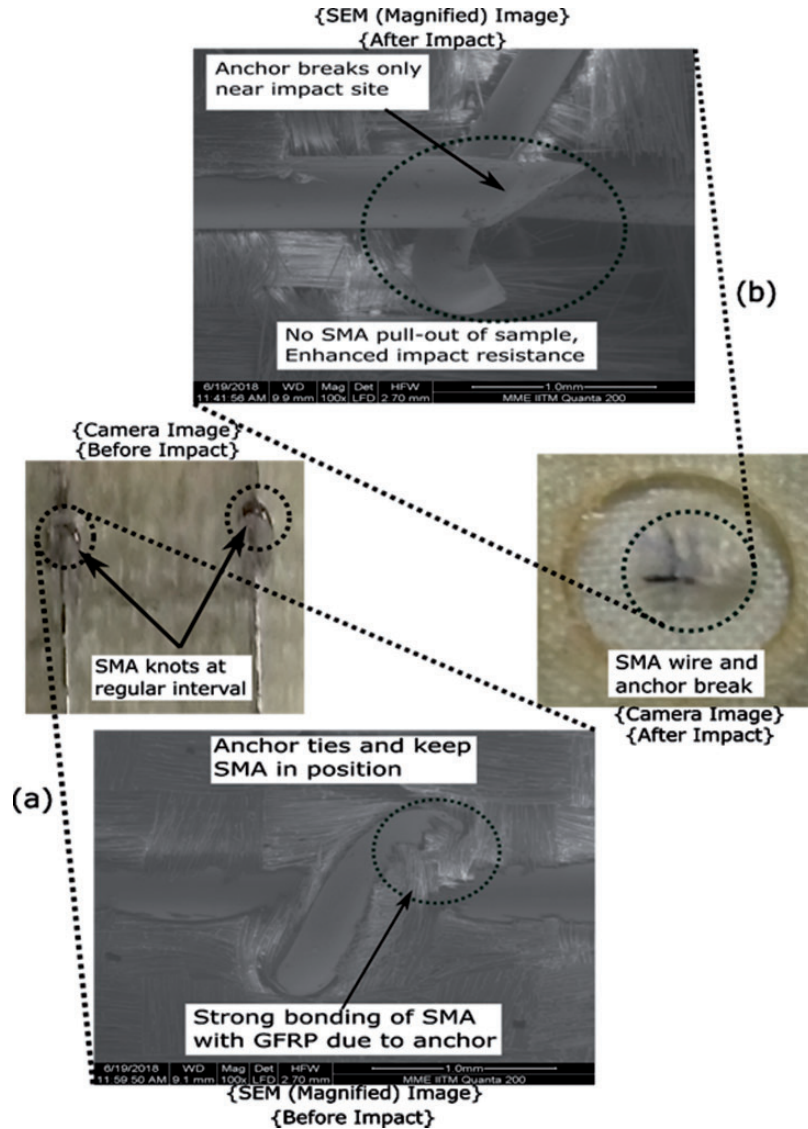 {SEM (Magnified) Image}
{After Impact}
Anchor breaks only
near impact site
No SMA pull-out of sample,
Enhanced impact resistance
6/19/2018 WD Mag Det HFW 1.0mm
11:41:56 AM 9.9 mm 100x LFD 2.70 mm MME IITM Quanta 200
(b)
{Camera Image}
{Before Impact}
SMA knots at
regular interval
SMA wire and
anchor break
{Camera Image}
{After Impact}
(a)
Anchor ties and keep
SMA in position
Strong bonding of SMA
with GFRP due to anchor
6/19/2018 WD Mag Det HFW 1.0mm
11:59:50 AM 9.1 mm 100x LFD 2.70 mm MME IITM Quanta 200
{SEM (Magnified) Image}
{Before Impact}